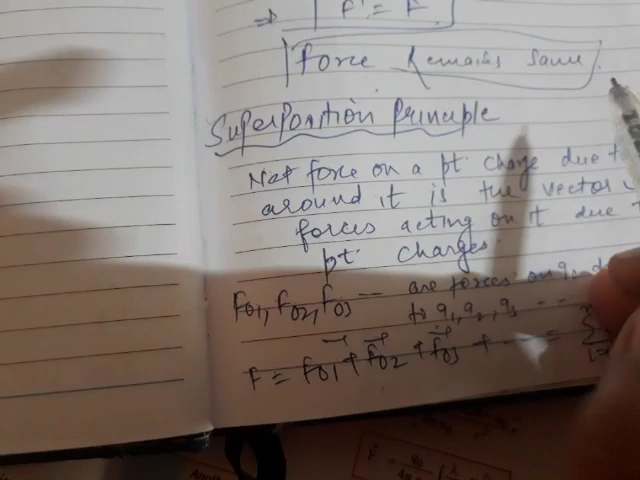 ⇒ F' = F
Force Remains Same.
Superposition Principle
Net force on a pt. charge due t
around it is the vector
forces acting on it due t
pt. charges.
F01, F02, F03 -- are forces on q0 d
to q1, q2, q3 - -
F = F01 + F02 + F03 + - - = Σ